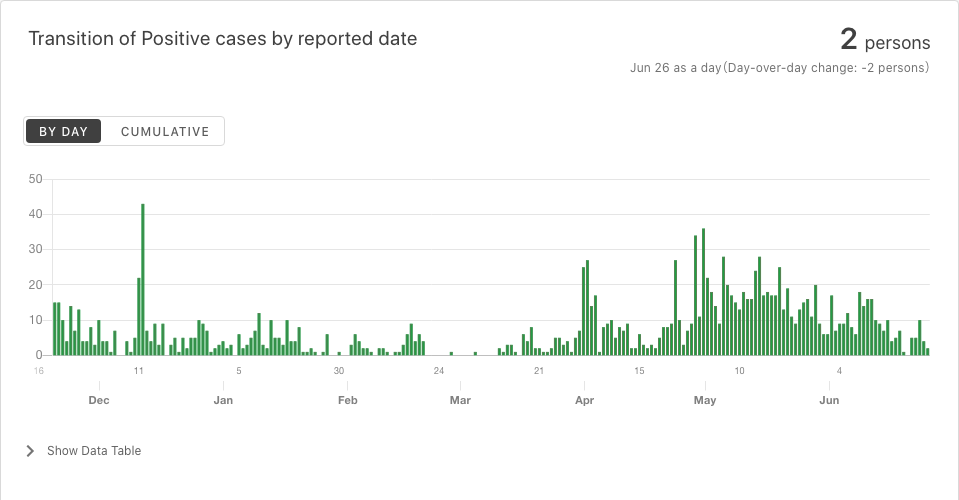 Transition of Positive cases by reported date
2 persons
Jun 26 as a day(Day-over-day change: -2 persons)
BY DAY CUMULATIVE
50
40
30
20
10
0
16 11 5 30 24 21 15 10 4
Dec Jan Feb Mar Apr May Jun
Show Data Table